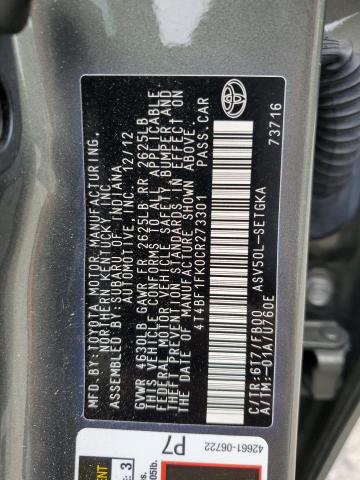 MFD. BY:TOYOTA MOTOR MANUFACTURING,
NORTHERN KENTUCKY, INC.
ASSEMBLED BY: SUBARU OF INDIANA
AUTOMOTIVE, INC. 12/12
GVWR 4630LB GAWR FR 2625LB RR 2625LB
THIS VEHICLE CONFORMS TO ALL APPLICABLE
FEDERAL MOTOR VEHICLE SAFETY, BUMPER, AND
THEFT PREVENTION STANDARDS IN EFFECT ON
THE DATE OF MANUFACTURE SHOWN ABOVE.
4T4BF1FK0CR273301 PASS.CAR
C/TR:6T7/FB00
A/TM:-01A/U760E ASV50L-SETGKA
73716
TOYOTA
42661-06722
P7
3